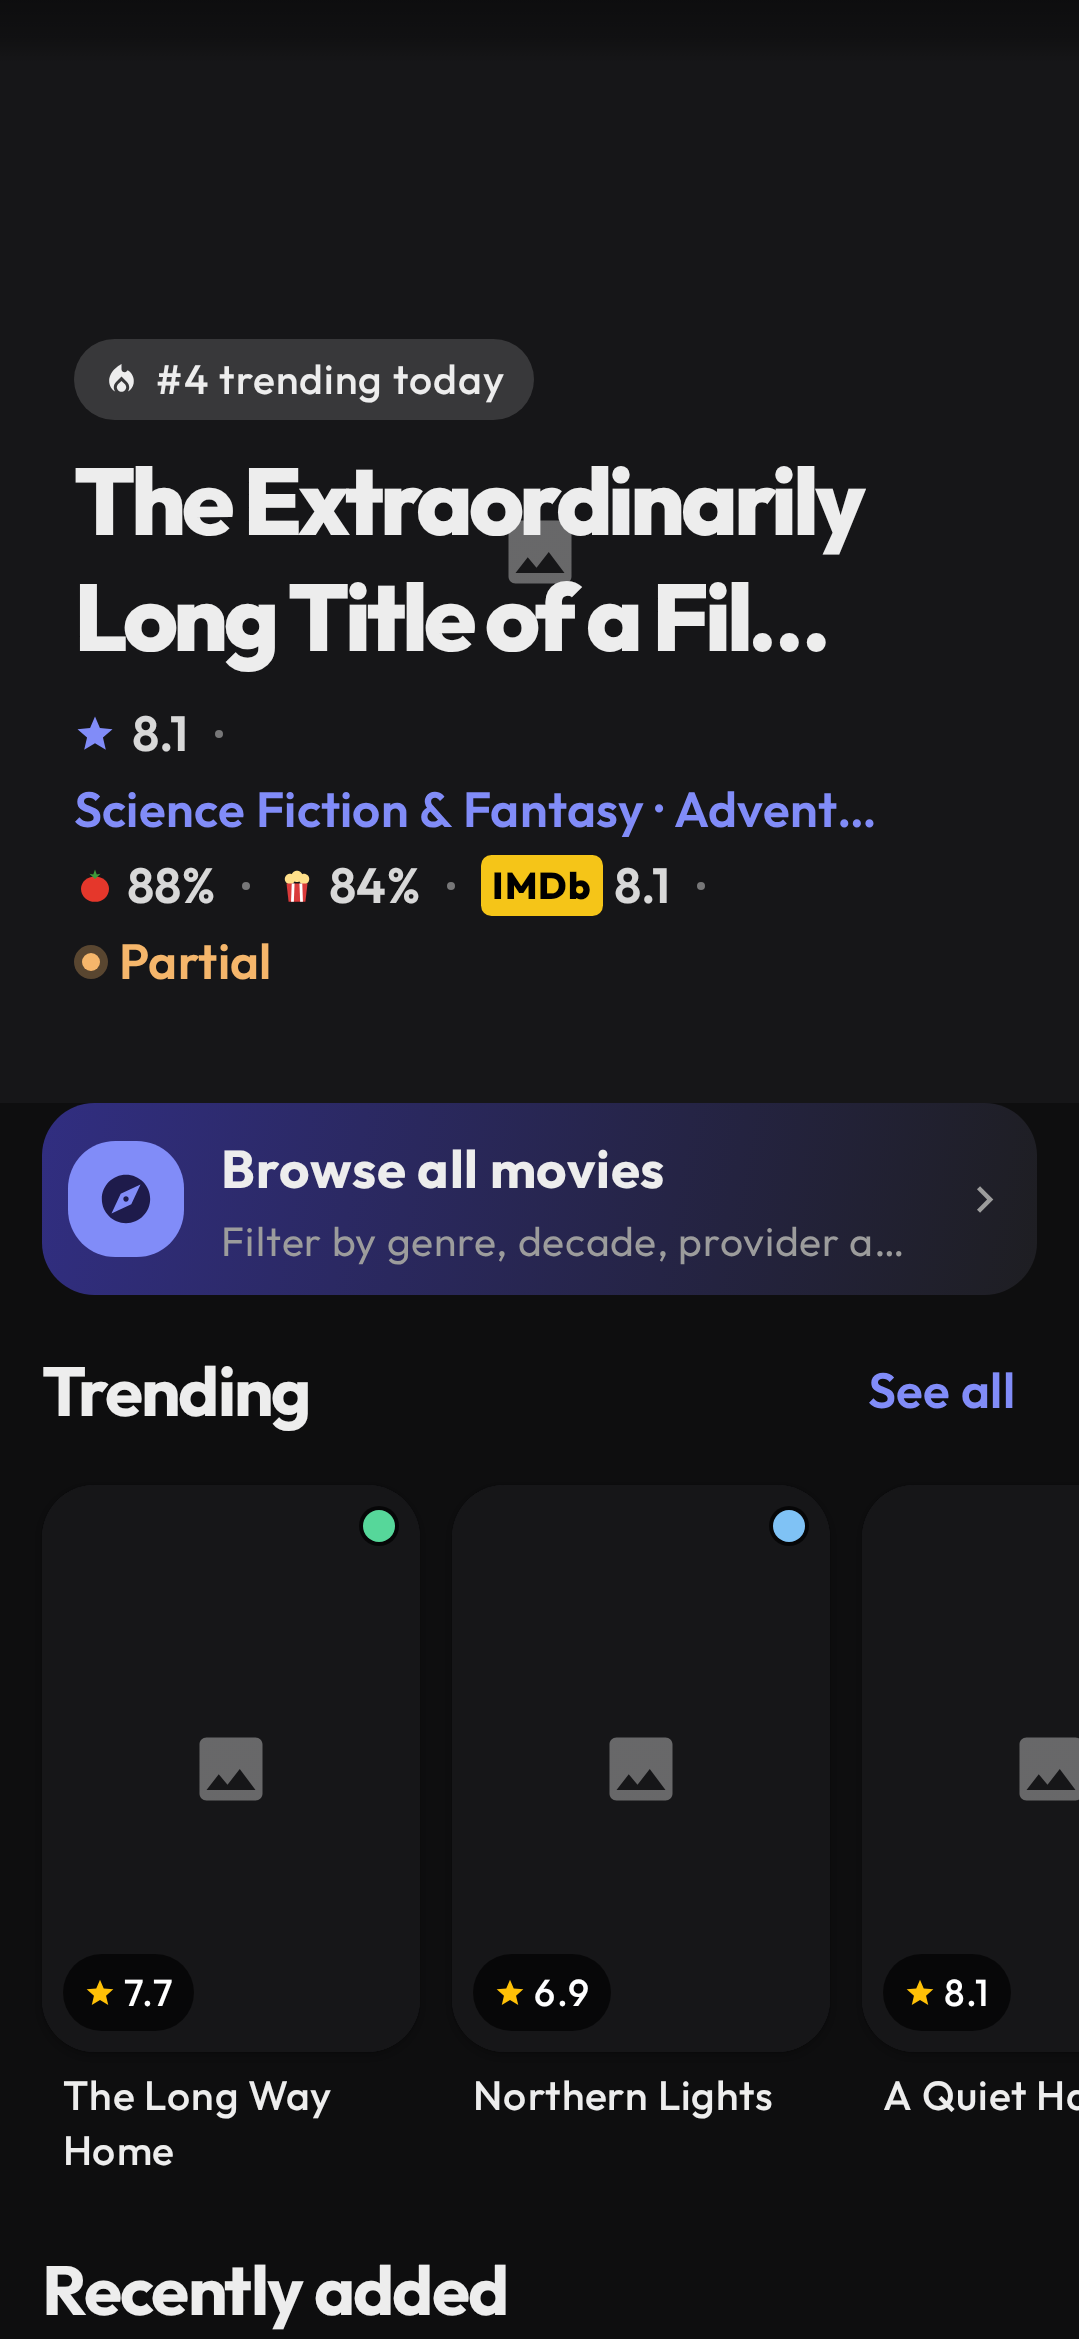 #4 trending today
The Extraordinarily
Long Title of a Fil...
8.1 ·
Science Fiction & Fantasy · Advent...
88% · 84% · IMDb 8.1 ·
Partial
Browse all movies
Filter by genre, decade, provider a...
Trending
See all
7.7
6.9
8.1
The Long Way
Home
Northern Lights
A Quiet Ho
Recently added